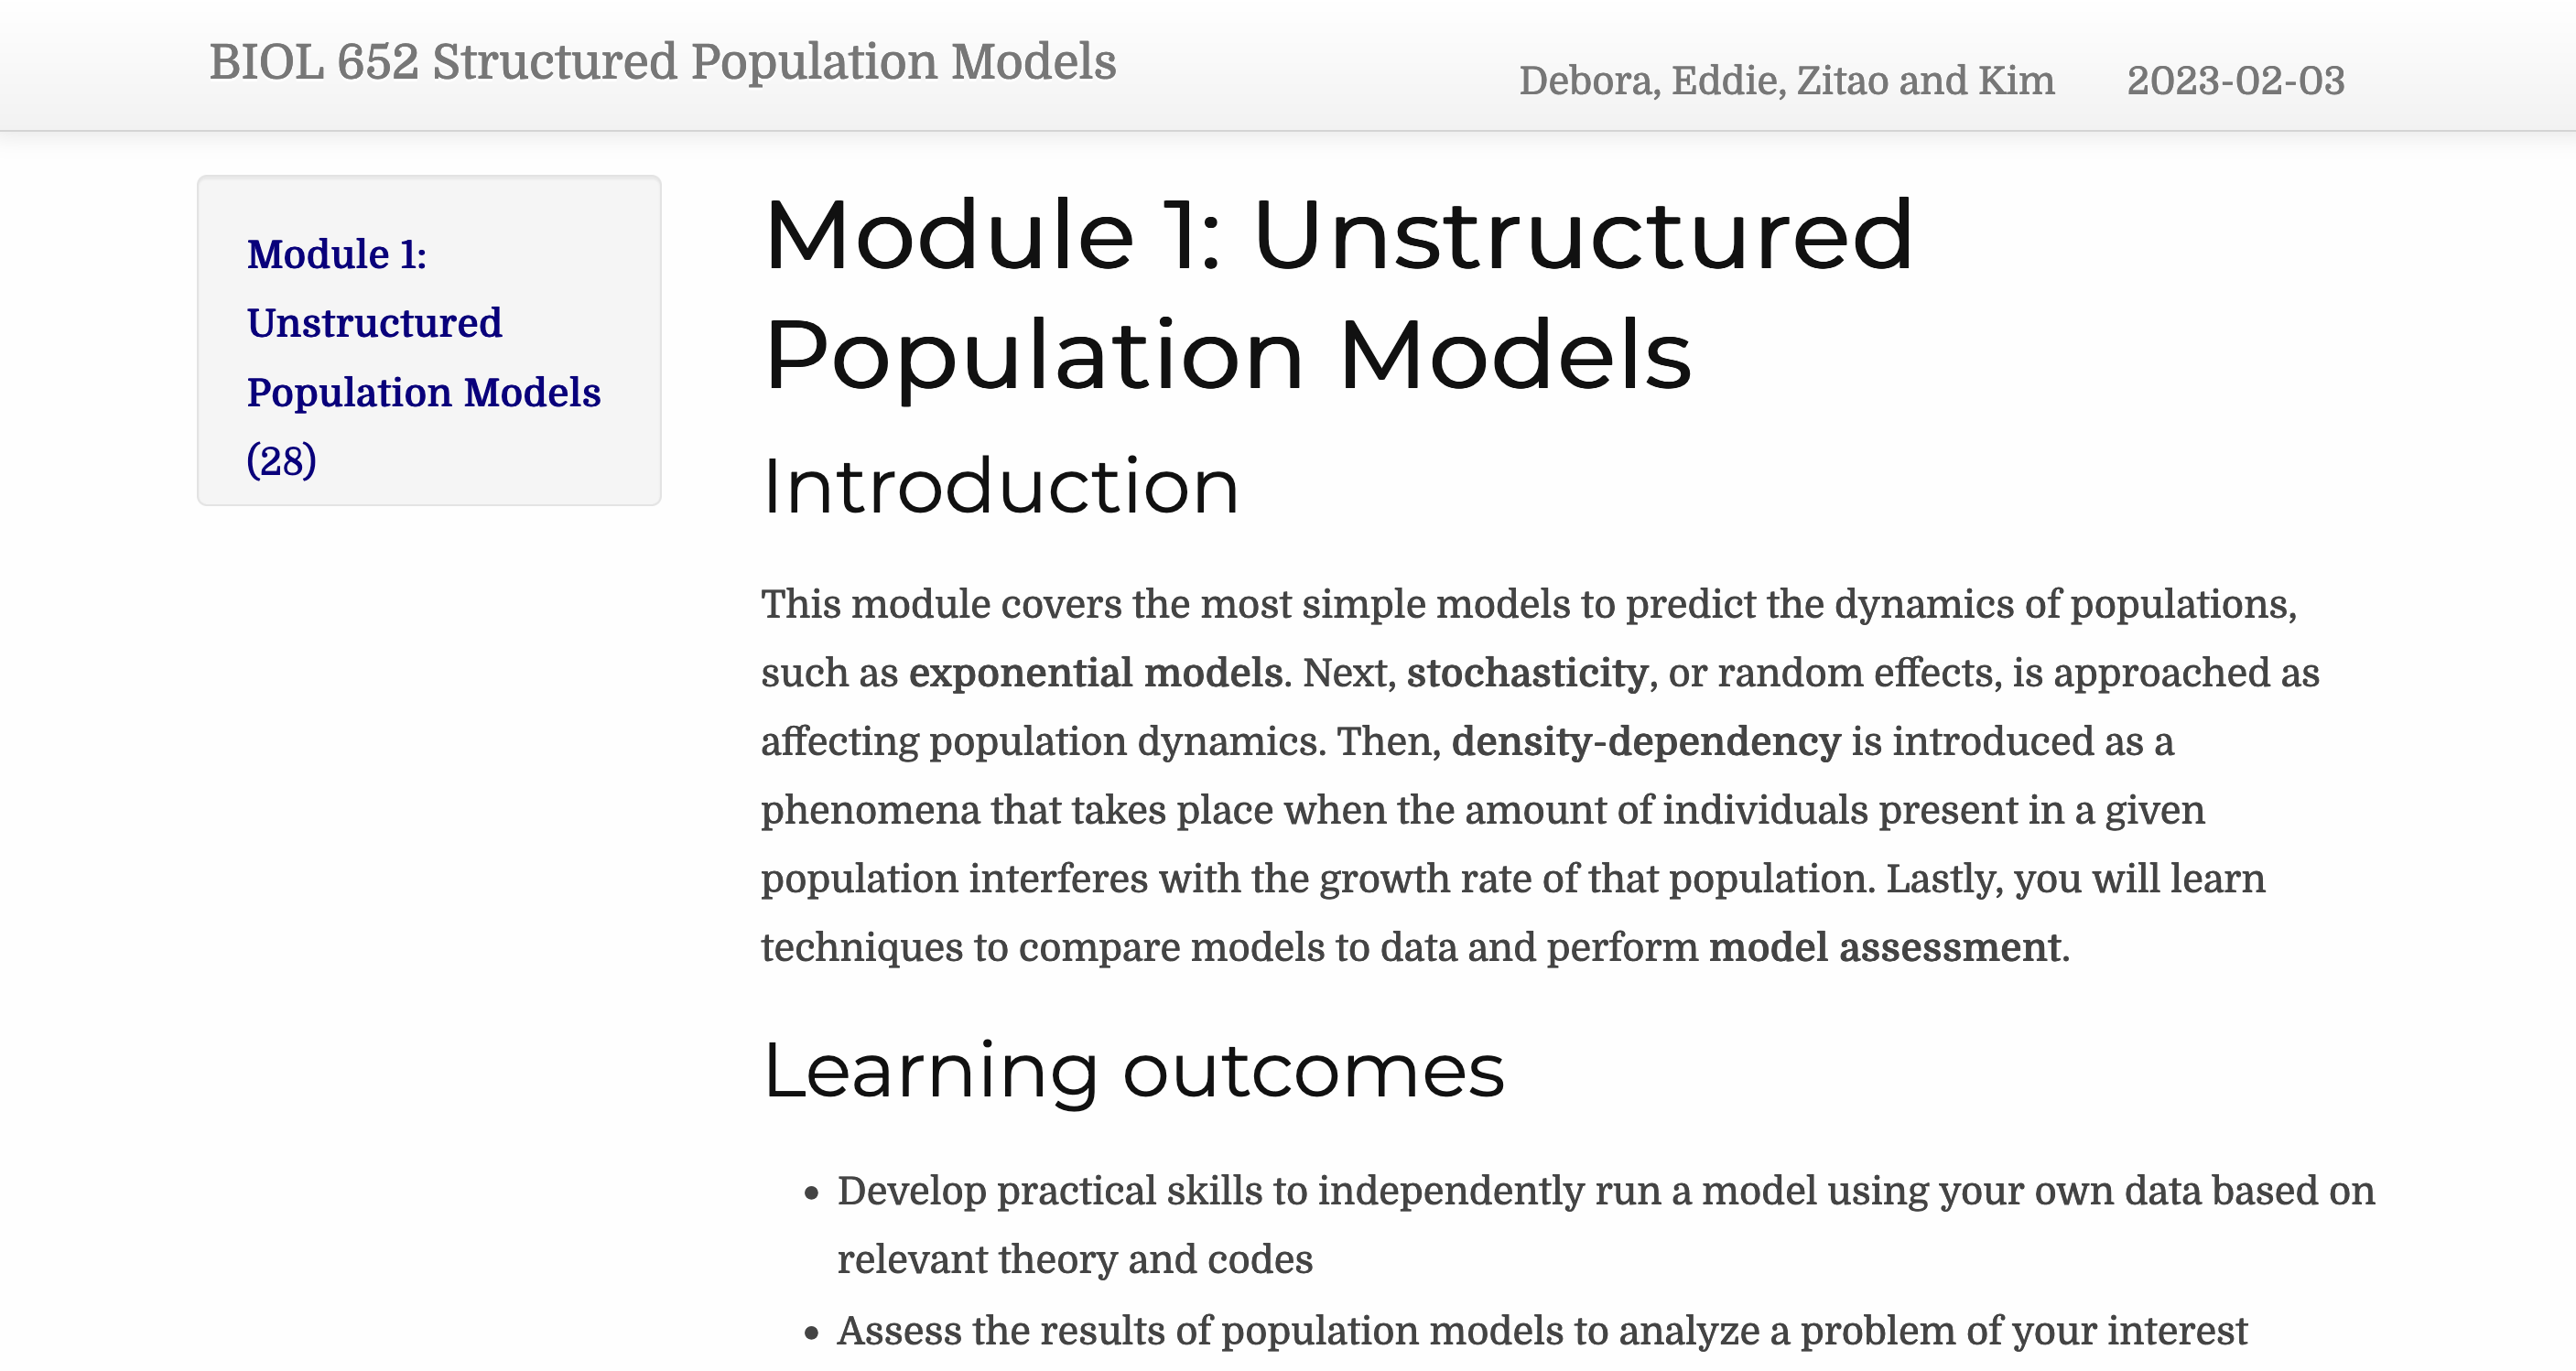 BIOL 652 Structured Population Models
Debora, Eddie, Zitao and Kim 2023-02-03
Module 1:
Unstructured
Population Models
(28)
Module 1: Unstructured
Population Models
Introduction
This module covers the most simple models to predict the dynamics of populations,
such as exponential models. Next, stochasticity, or random effects, is approached as
affecting population dynamics. Then, density-dependency is introduced as a
phenomena that takes place when the amount of individuals present in a given
population interferes with the growth rate of that population. Lastly, you will learn
techniques to compare models to data and perform model assessment.
Learning outcomes
• Develop practical skills to independently run a model using your own data based on
relevant theory and codes
• Assess the results of population models to analyze a problem of your interest